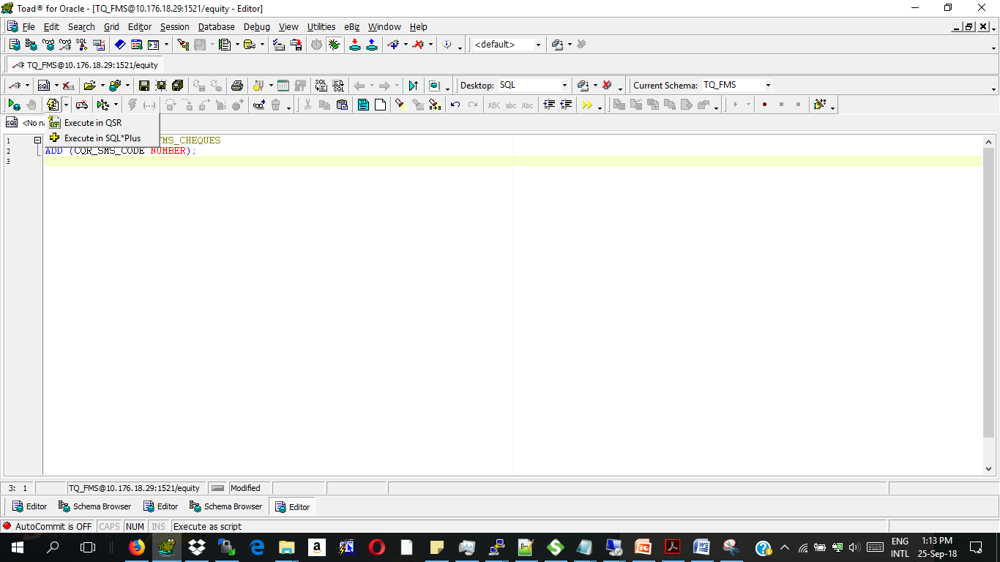 Toad® for Oracle - [TQ_FMS@10.176.18.29:1521/equity - Editor]
File Edit Search Grid Editor Session Database Debug View Utilities eBiz Window Help
<default>
TQ_FMS@10.176.18.29:1521/equity
Desktop: SQL Current Schema: TQ_FMS
SQL <No
Execute in QSR
Execute in SQL*Plus
1 MS_CHEQUES
2 ADD (CQR_SMS_CODE NUMBER);
3
3: 1 TQ_FMS@10.176.18.29:1521/equity Modified
Editor Schema Browser Editor Schema Browser Editor
AutoCommit is OFF CAPS NUM INS Execute as script
MAGAZINE
ENG 1:13 PM
INTL 25-Sep-18